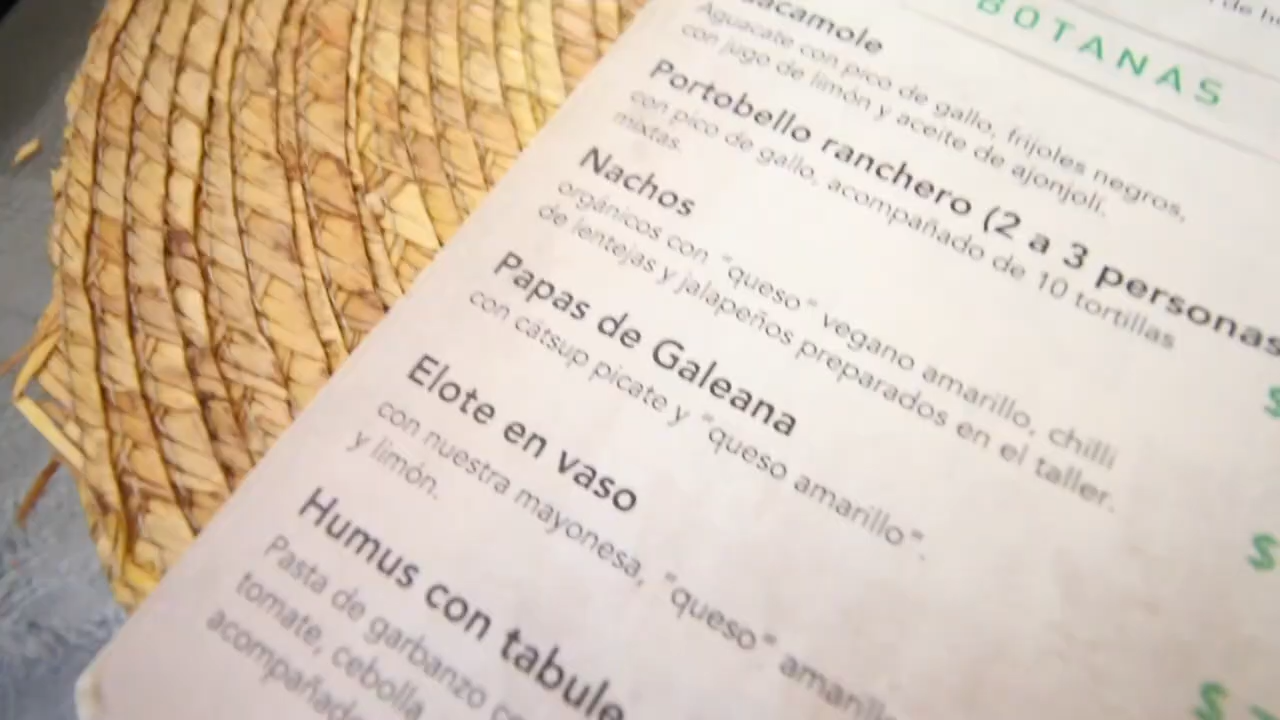 de
BOTANAS
Aguacate con pico de gallo, frijoles negros,
con jugo de limón y aceite de ajonjolí.
Portobello ranchero (2 a 3 personas
con pico de gallo, acompañado de 10 tortillas
mixtas.
Nachos
orgánicos con "queso" vegano amarillo, chilli
de lentejas y jalapeños preparados en el taller.
Papas de Galeana
con cátsup picate y "queso amarillo".
Elote en vaso
con nuestra mayonesa, "queso"
y limón.
Humus con tabule
Pasta de garbanzo
tomate, cebolla